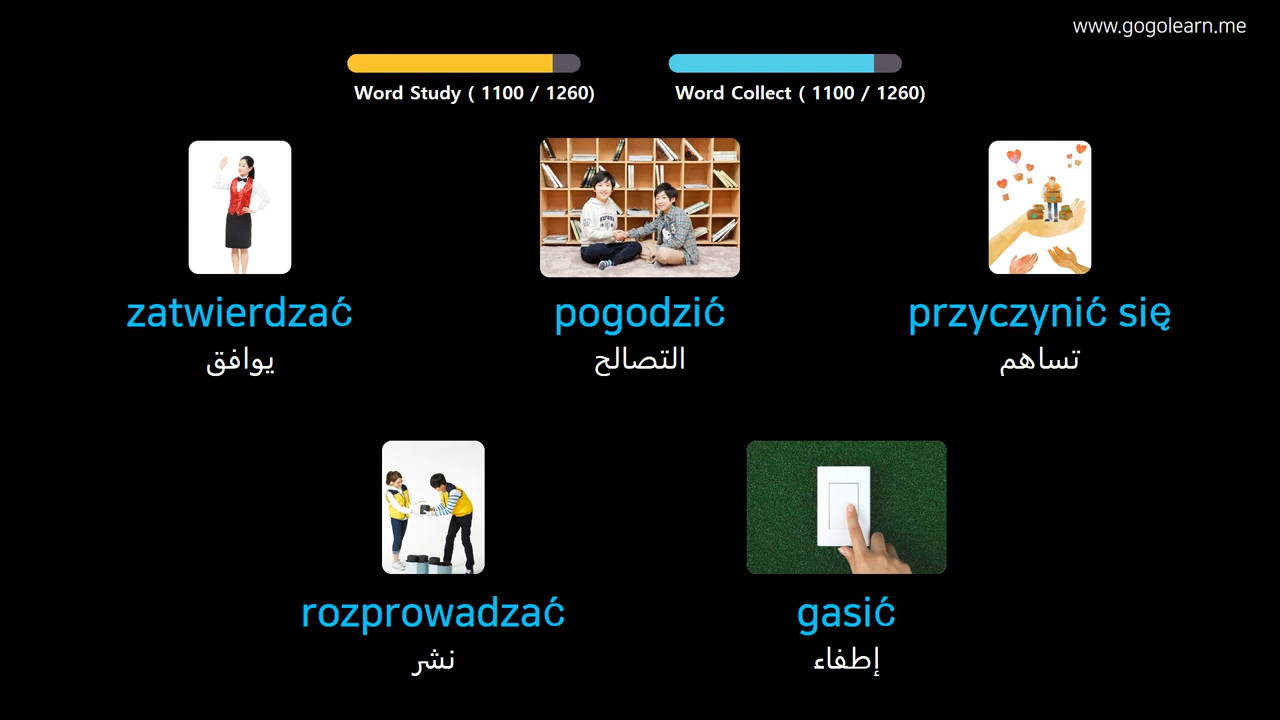 www.gogolearn.me
Word Study ( 1100 / 1260)
Word Collect ( 1100 / 1260)
zatwierdzać
يوافق
pogodzić
التصالح
przyczynić się
تساهم
rozprowadzać
نشر
gasić
إطفاء